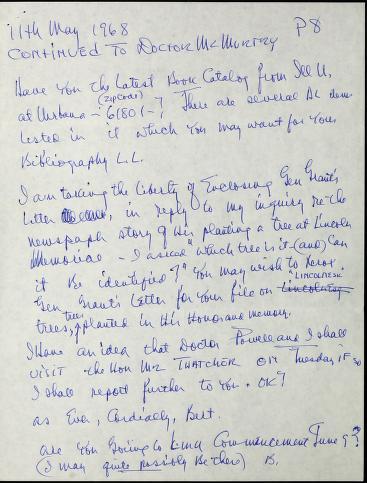 11th May 1968 P8
CONTINUED TO DOCTOR McMURTRY
Have you the latest Book Catalog from Ill U,
at Urbana - (ZIPCODE) 61801 - ? There are several AL items
listed in it which you may want for your
Bibliography L.L.
I am taking the liberty of Enclosing Gen Grant's
letter, in reply to my inquiry re the
newspaph story of his planting a tree at Lincoln
Memorial - I asked "which tree is it (and) can
it Be identified?" You may wish to Xerox
Gen Grant's letter for your file on "LINCOLNESK"
trees, planted in his Honor and memory.
I Have an idea that Doctor Powell and I shall
visit the Hon Mr THATCHER on Tuesday if so
I shall report further to you. OK?
as Ever, Cordially, Bert.
are you going to LMU Commencement June 9?
(I may quite possibly Be there) B.